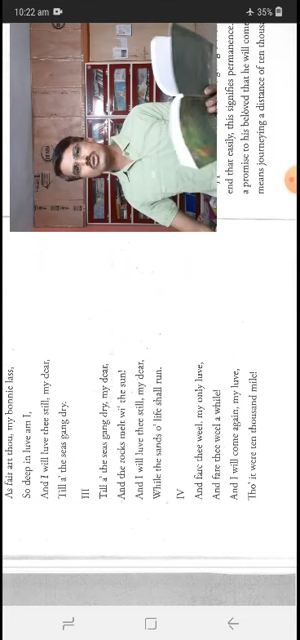 10:22 am
35%
end that easily, this signifies permanence.
a promise to his beloved that he will come
means journeying a distance of ten thous
As fair art thou, my bonnie lass,
So deep in luve am I,
And I will luve thee still, my dear,
Till a' the seas gang dry.
III
Till a' the seas gang dry, my dear,
And the rocks melt wi' the sun!
And I will luve thee still, my dear,
While the sands o' life shall run.
IV
And fare thee weel, my only luve,
And fare thee weel a while!
And I will come again, my luve,
Tho' it were ten thousand mile!